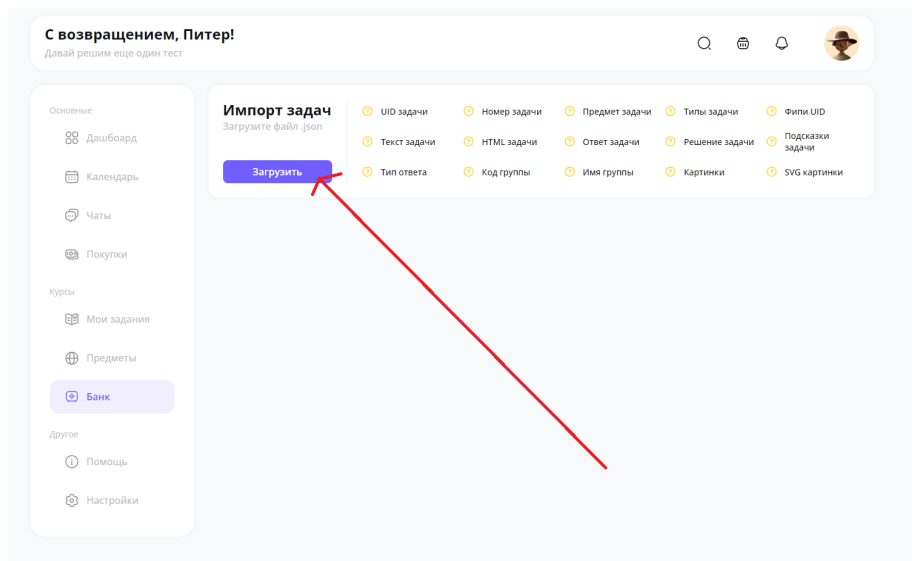 С возвращением, Питер!
Давай решим еще один тест
Основные
Дашбоард
Календарь
Чаты
Покупки
Курсы
Мои задания
Предметы
Банк
Другое
Помощь
Настройки
Импорт задач
Загрузите файл .json
Загрузить
UID задачи
Номер задачи
Предмет задачи
Типы задачи
Фипи UID
Текст задачи
HTML задачи
Ответ задачи
Решение задачи
Подсказки
задачи
Тип ответа
Код группы
Имя группы
Картинки
SVG картинки